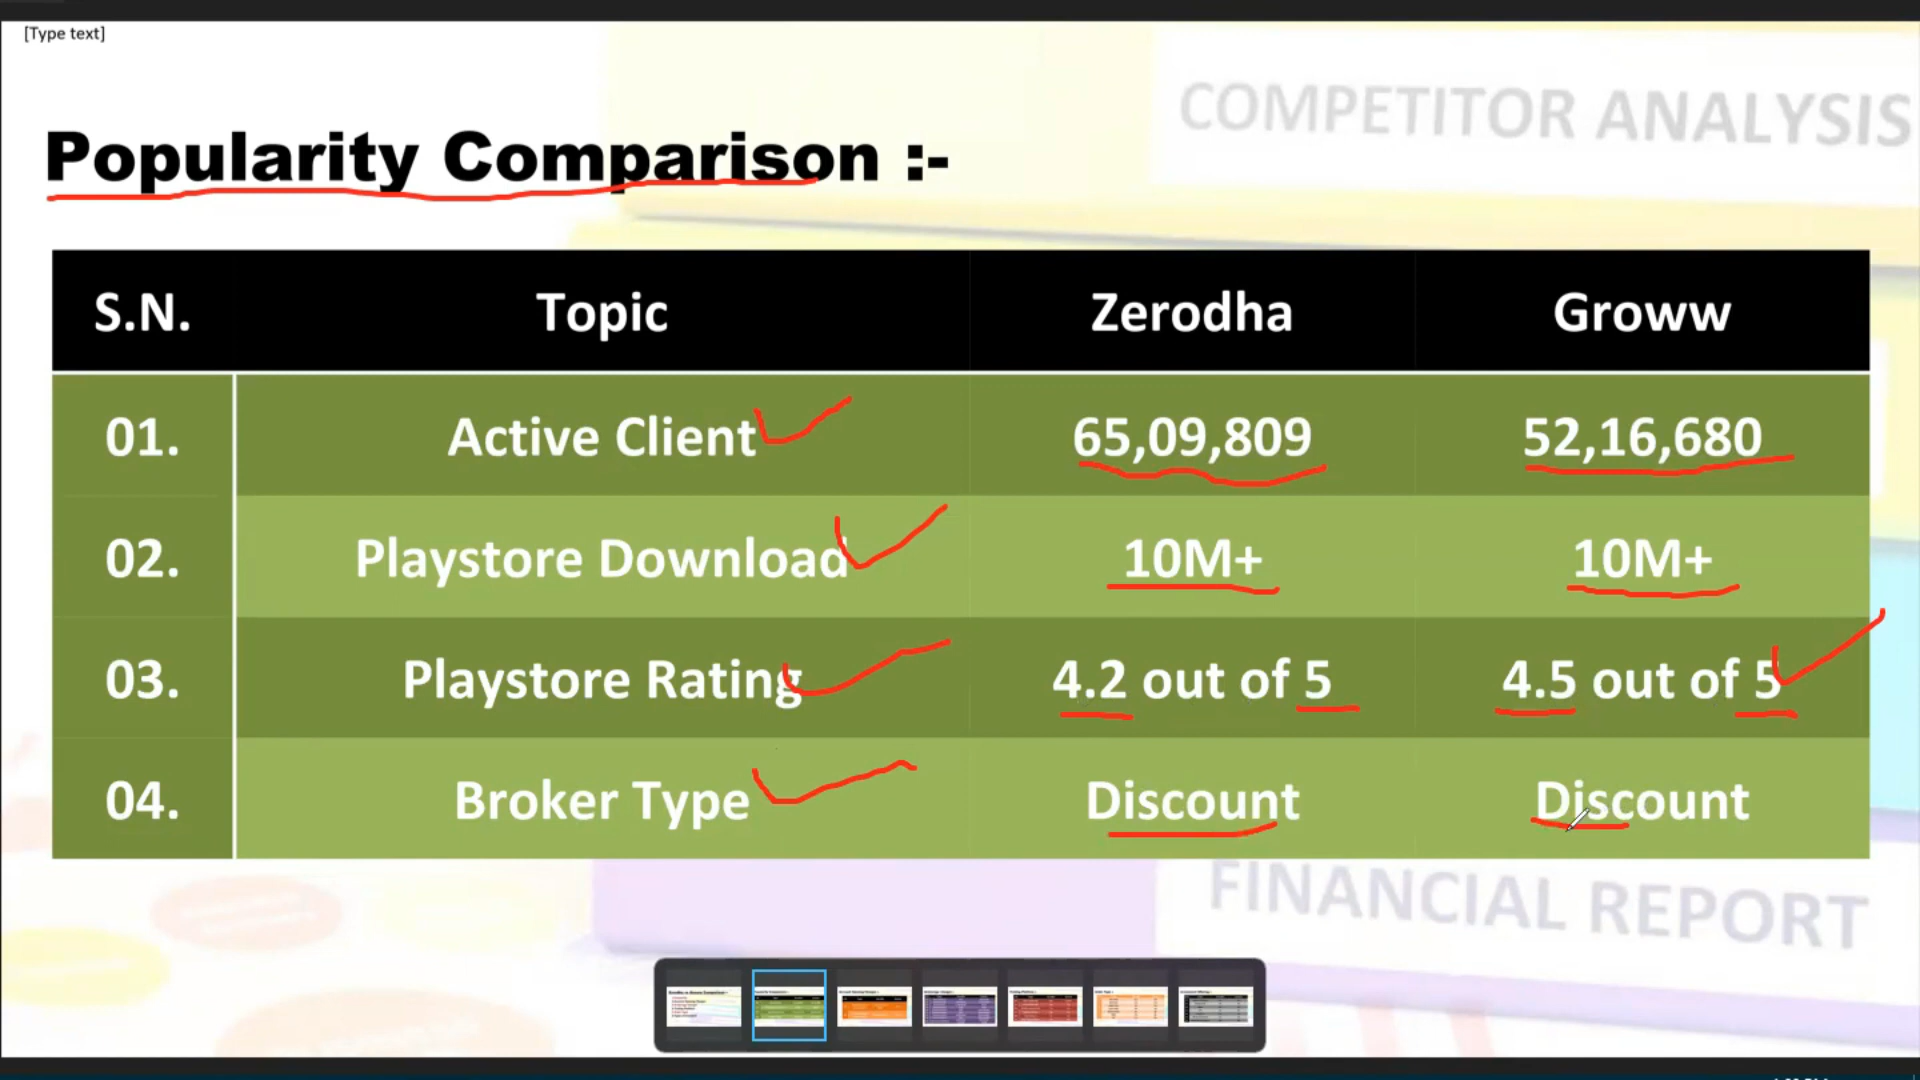 [Type text]
COMPETITOR ANALYSIS
Popularity Comparison :-
S.N. Topic Zerodha Groww
01. Active Client 65,09,809 52,16,680
02. Playstore Download 10M+ 10M+
03. Playstore Rating 4.2 out of 5 4.5 out of 5
04. Broker Type Discount Discount
FINANCIAL REPORT